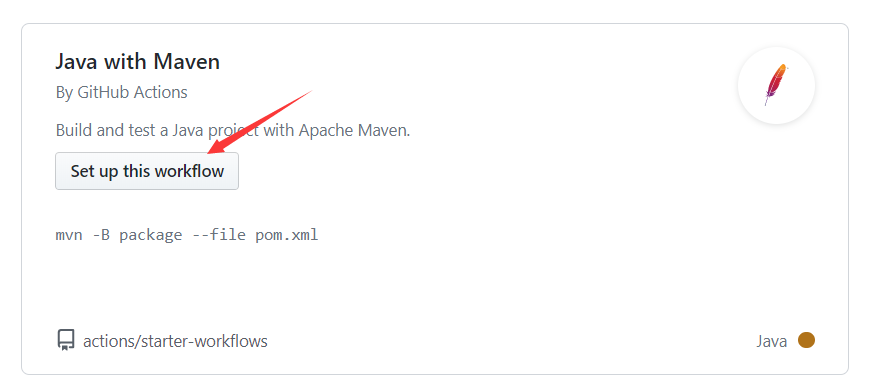 Java with Maven
By GitHub Actions
Build and test a Java project with Apache Maven.
Set up this workflow
mvn -B package --file pom.xml
actions/starter-workflows
Java